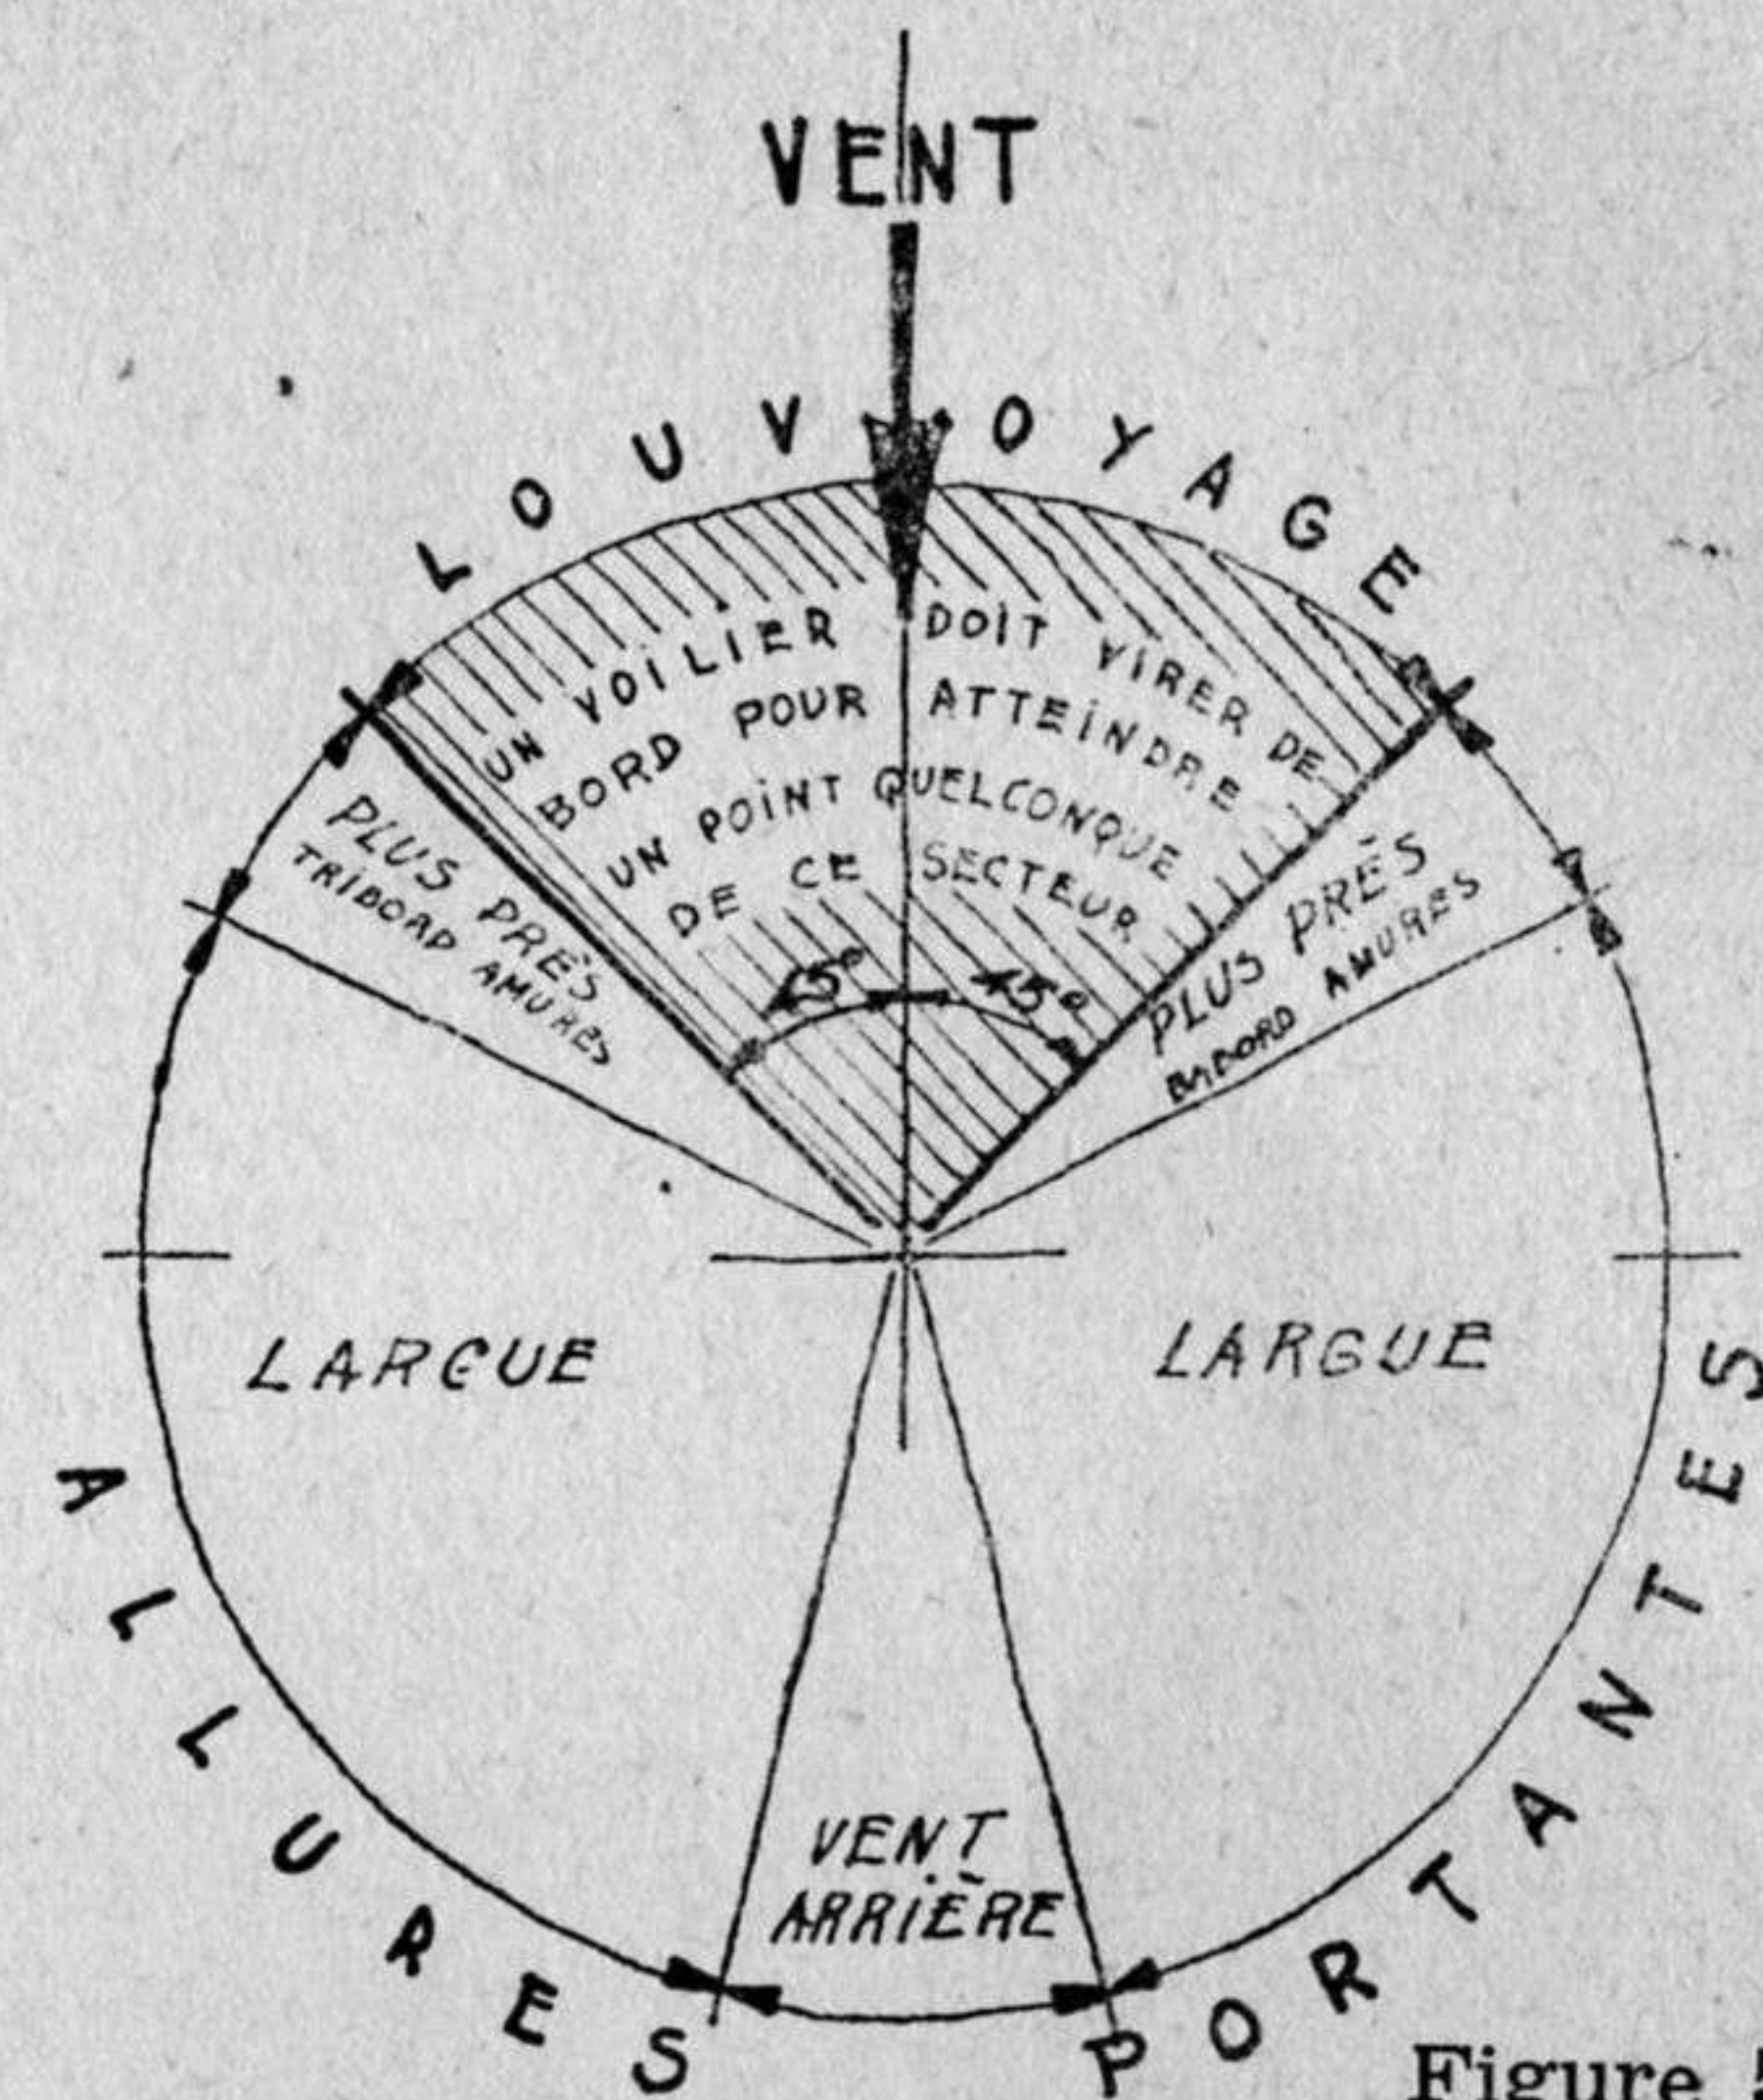 VENT
LOUVOYAGE
UN VOILIER DOIT VIRER DE
BORD POUR ATTEINDRE
UN POINT QUELCONQUE
DE CE SECTEUR
45° 45°
PLUS PRÈS
TRIBORD AMURES
PLUS PRÈS
BABORD AMURES
LARGUE
LARGUE
VENT
ARRIÈRE
ALLURES PORTANTES
Figure